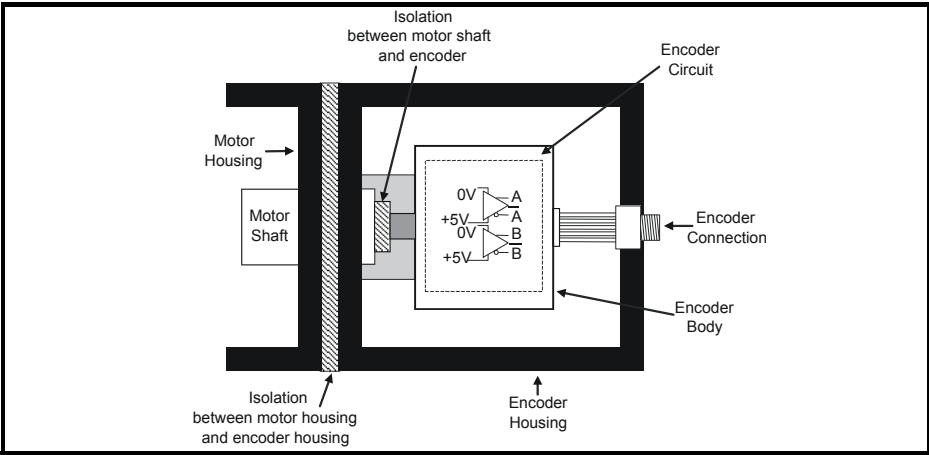 Isolation
between motor shaft
and encoder
Encoder
Circuit
Motor
Housing
Motor
Shaft
0V
A
A
+5V
0V
B
B
+5V
Encoder
Connection
Encoder
Body
Isolation
between motor housing
and encoder housing
Encoder
Housing